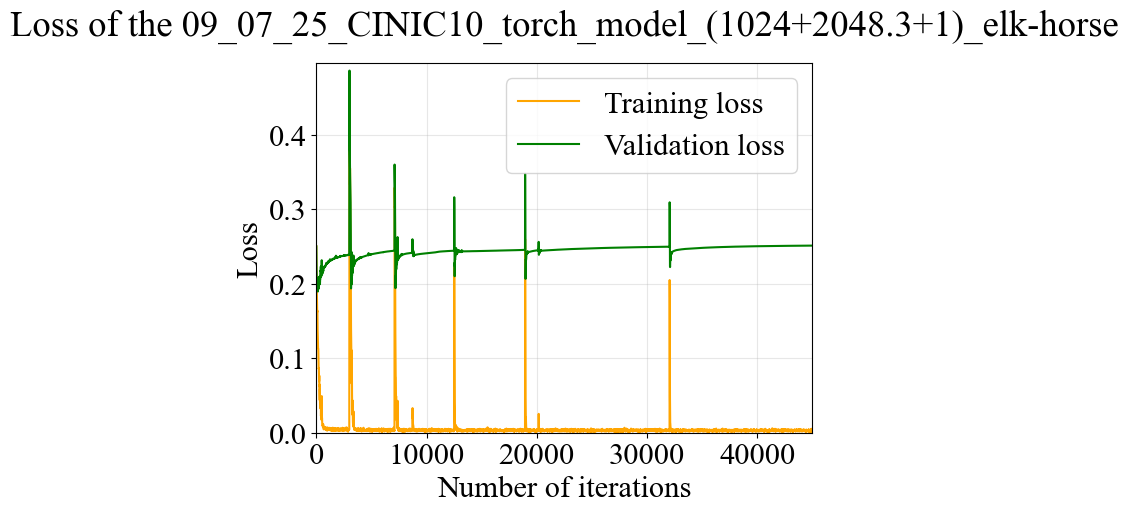 Loss of the 09_07_25_CINIC10_torch_model_(1024+2048.3+1)_elk-horse
Training loss
Validation loss
Loss
0.4
0.3
0.2
0.1
0.0
0 10000 20000 30000 40000
Number of iterations